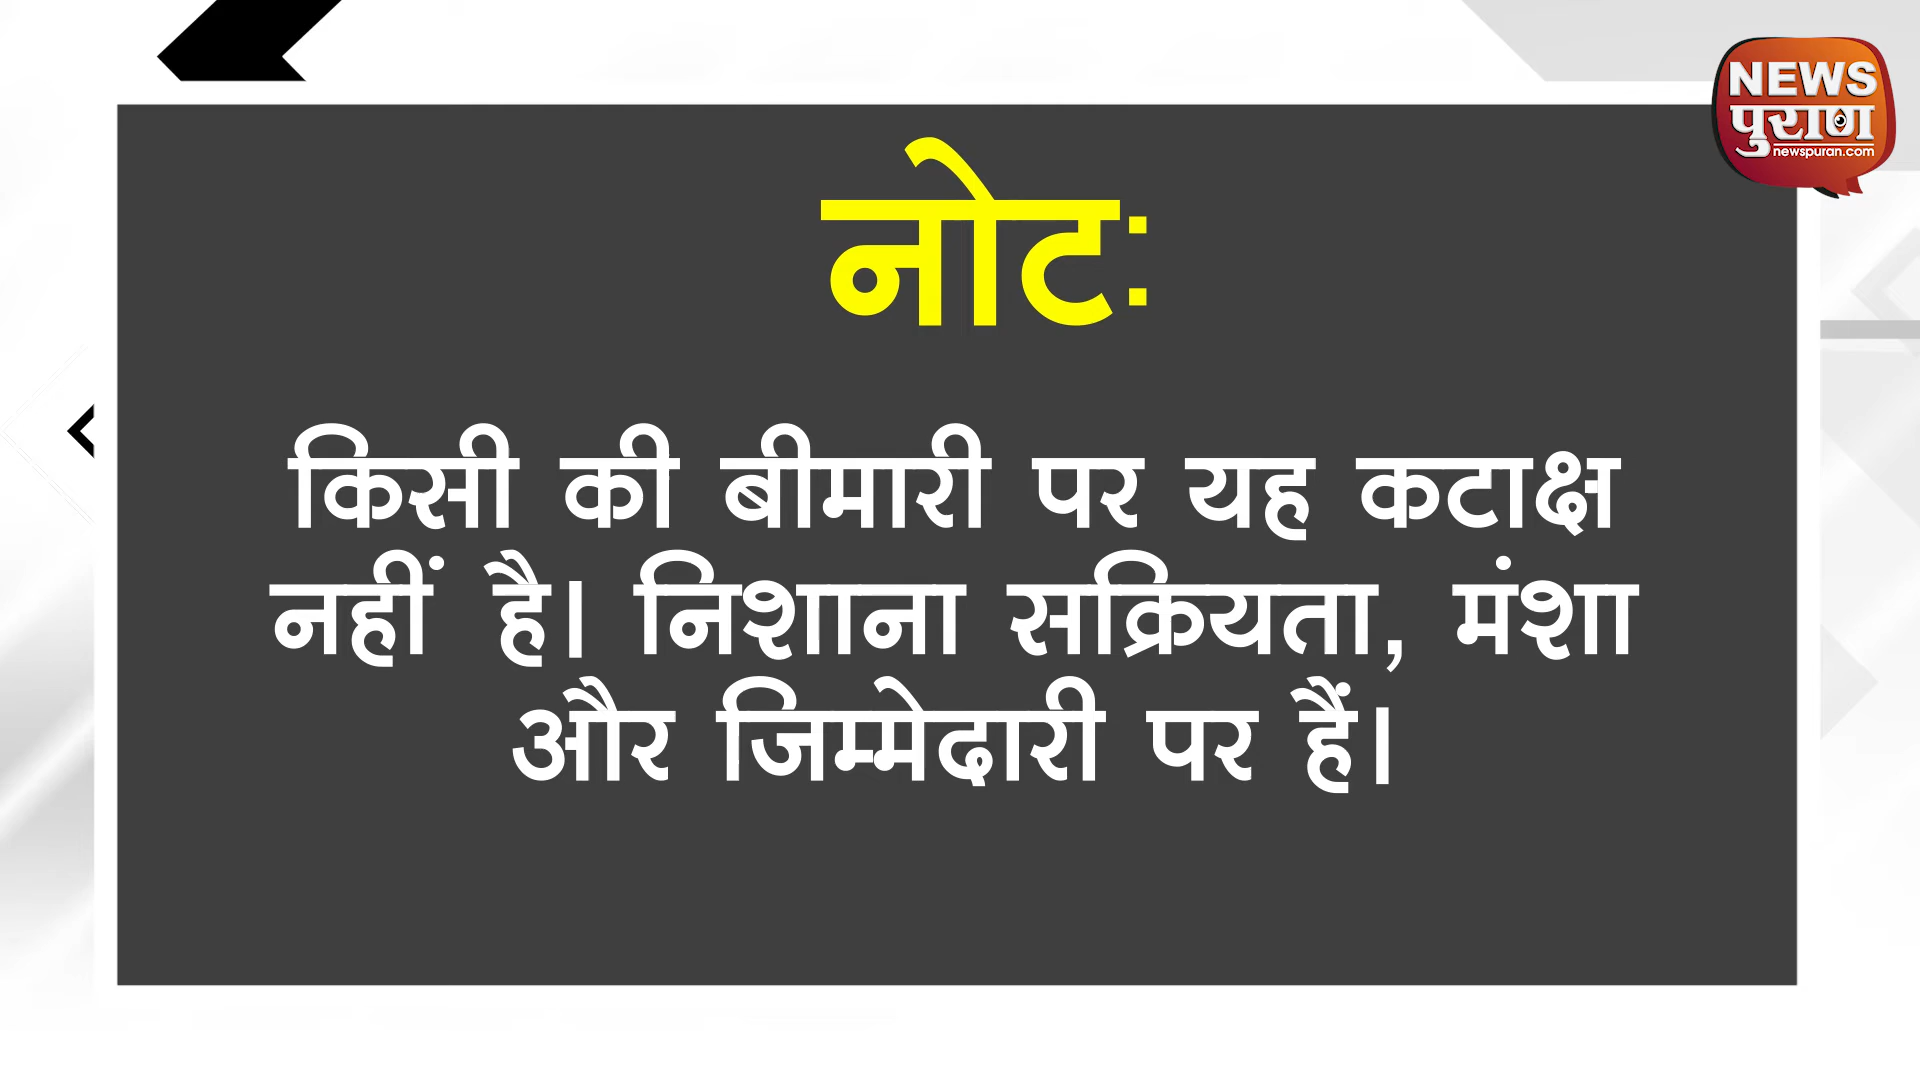 NEWS
पुराण
newspuran.com
नोट:
किसी की बीमारी पर यह कटाक्ष
नहीं है। निशाना सक्रियता, मंशा
और जिम्मेदारी पर हैं।